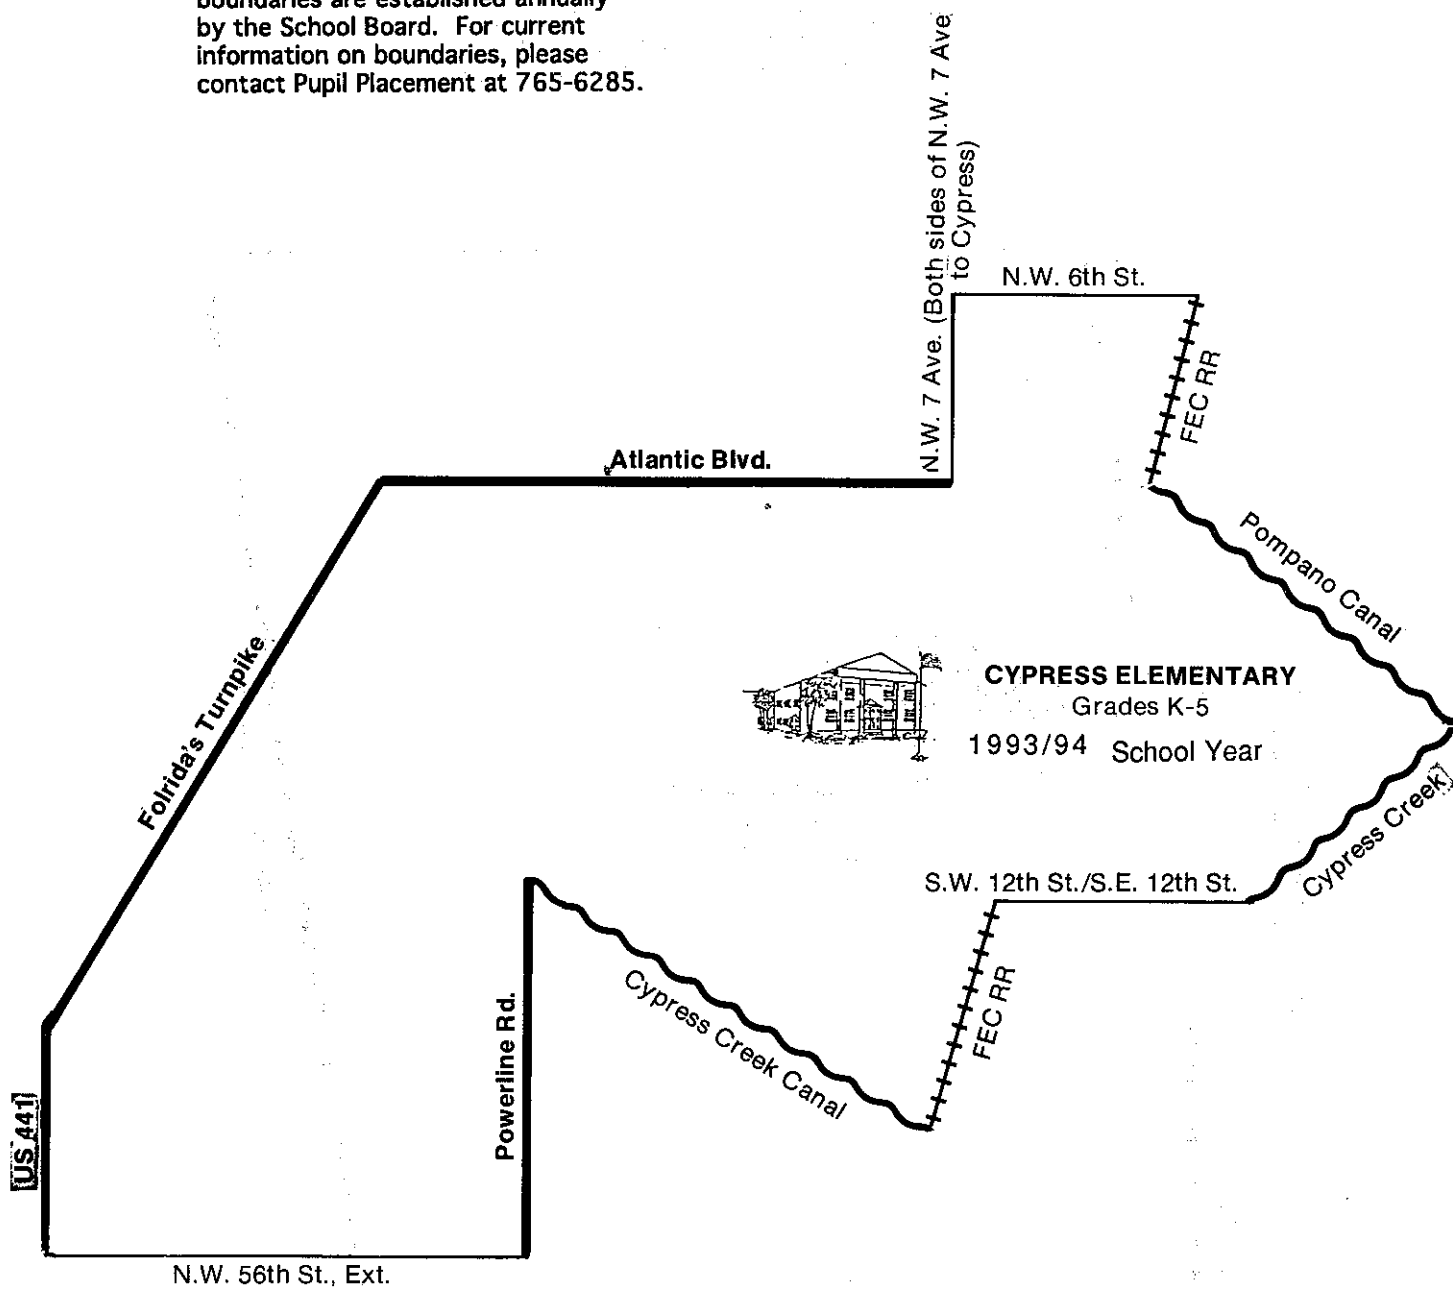 boundaries are established annually
by the School Board. For current
information on boundaries, please
contact Pupil Placement at 765-6285.
N.W. 7 Ave. (Both sides of N.W. 7 Ave
to Cypress)
N.W. 6th St.
FEC RR
Atlantic Blvd.
Pompano Canal
Folrida's Turnpike
CYPRESS ELEMENTARY
Grades K-5
1993/94 School Year
Cypress Creek
S.W. 12th St./S.E. 12th St.
Cypress Creek Canal
FEC RR
Powerline Rd.
US 441
N.W. 56th St., Ext.